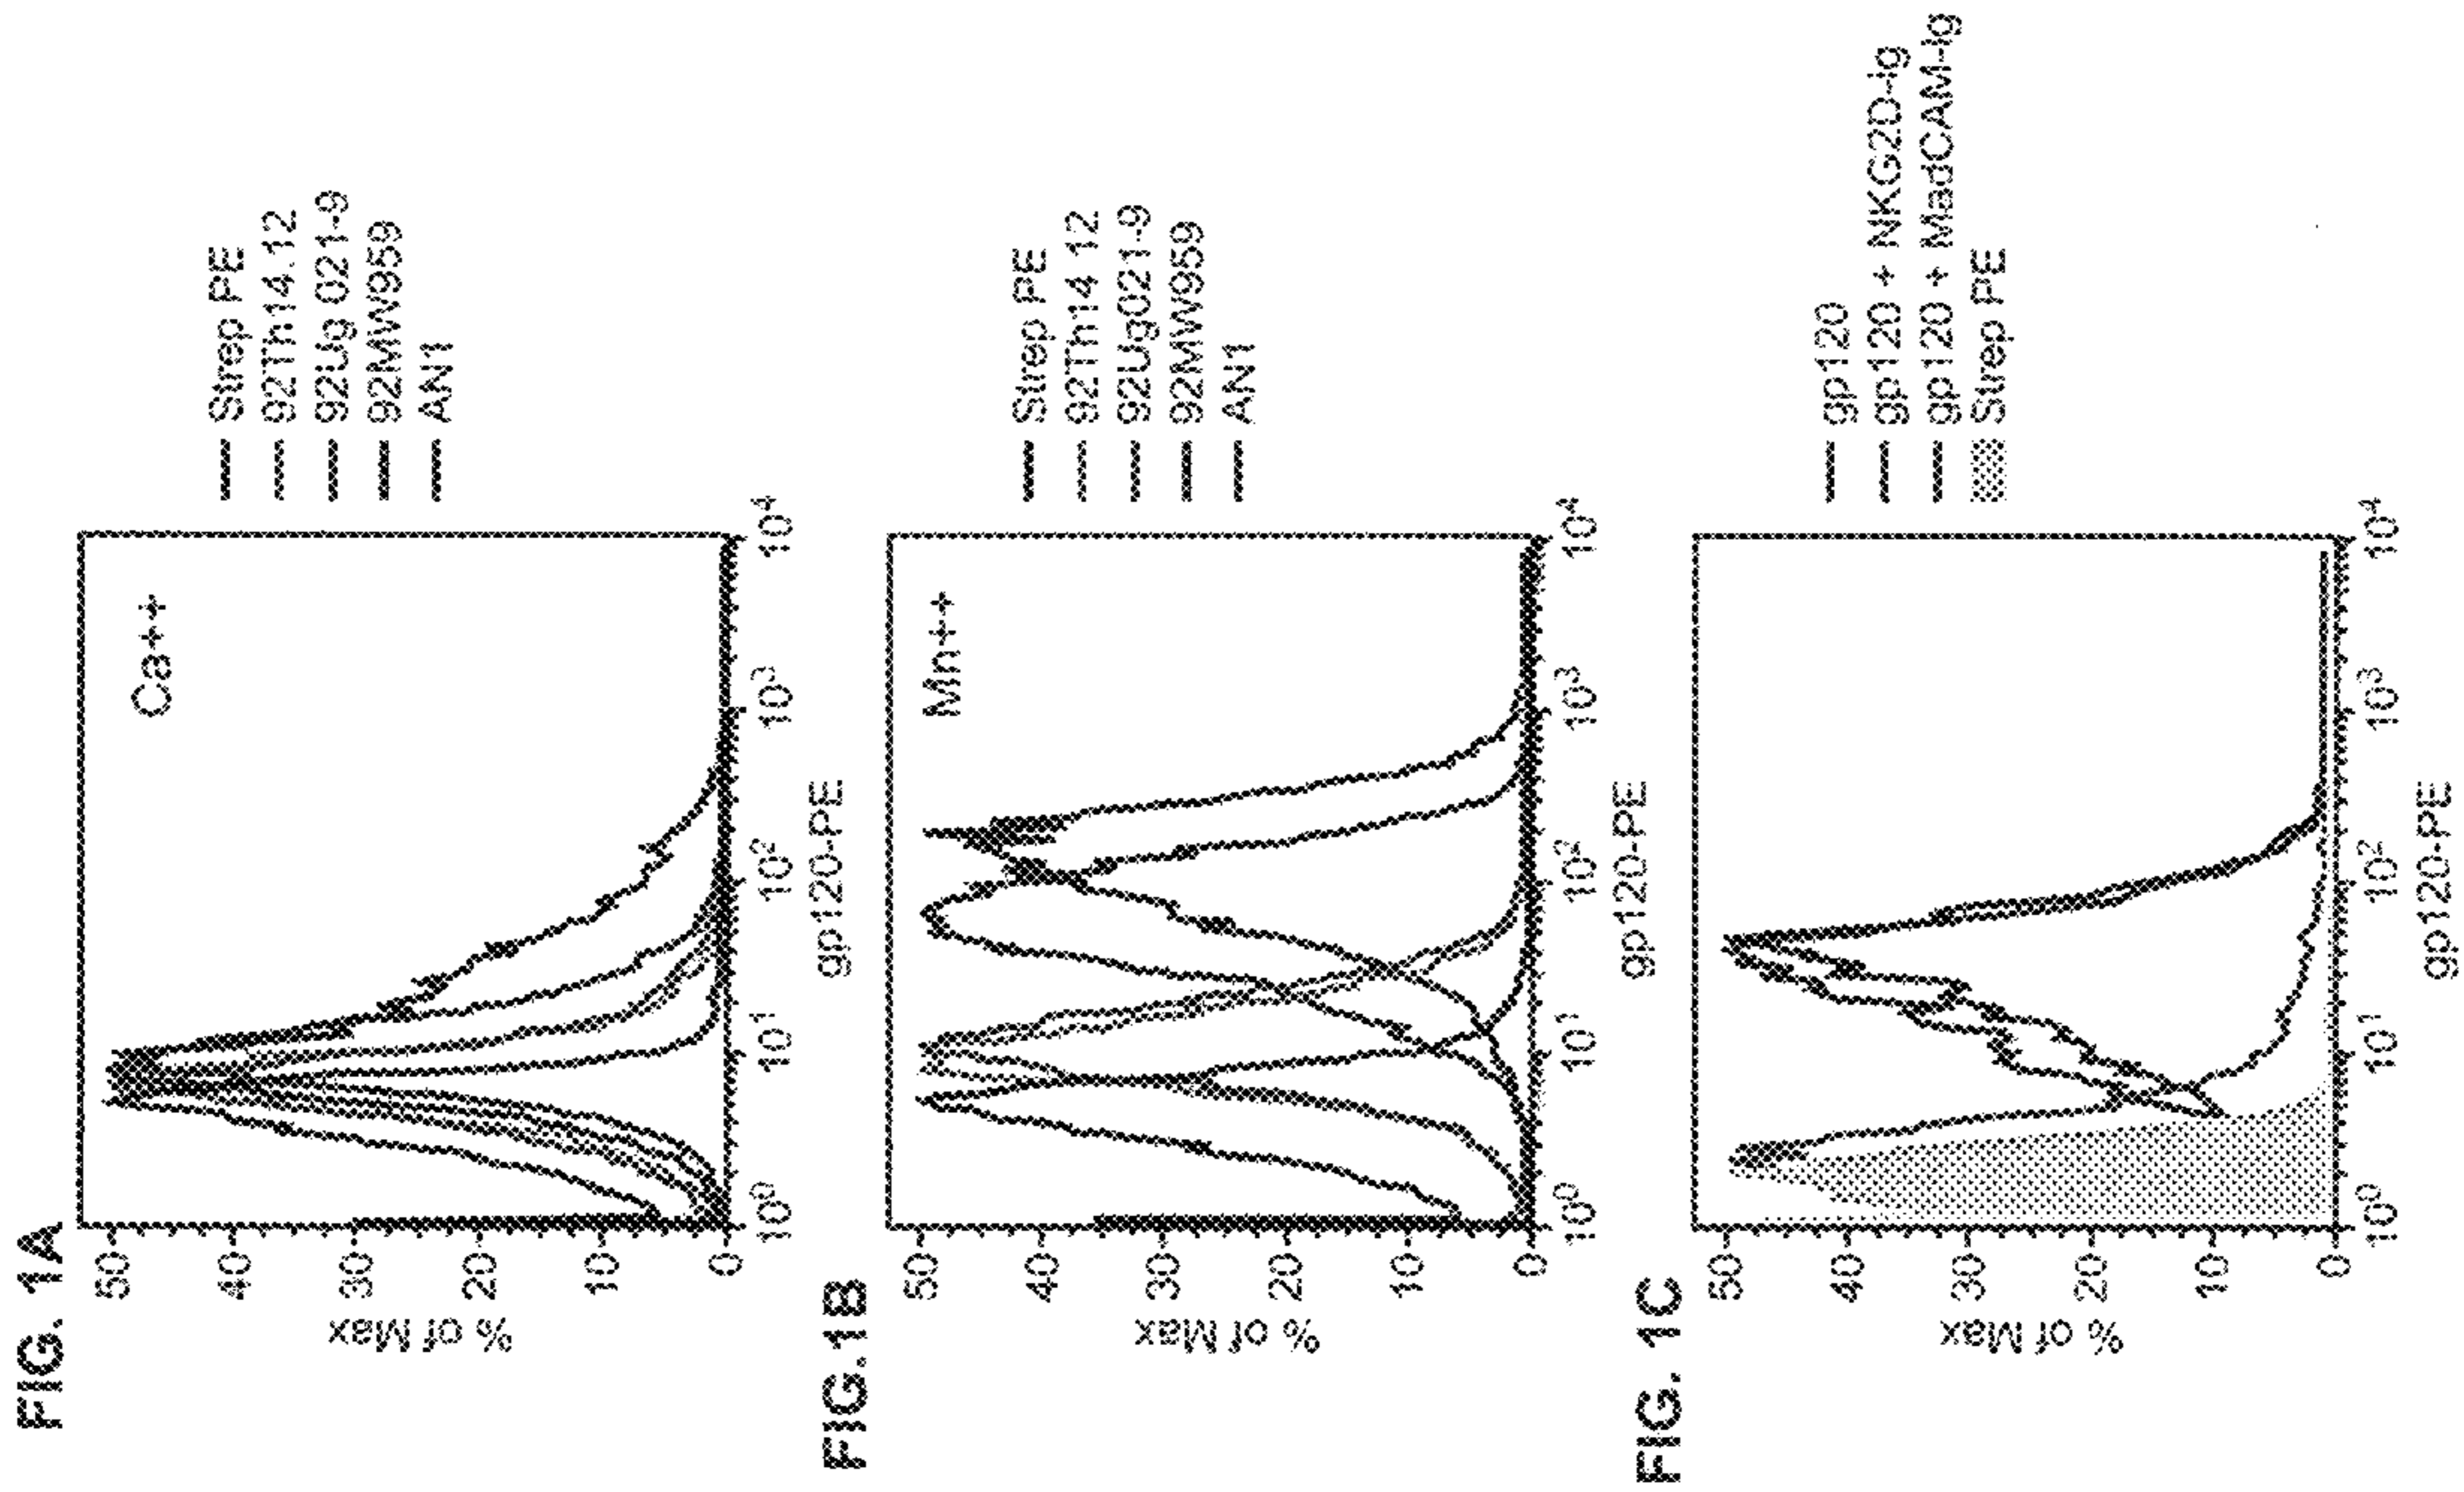 FIG. 1A
% of Max
50
40
30
20
10
0
Ca++
10⁰
10¹
10²
10³
10⁴
gp120-PE
Strep PE
92Th14.12
92Ug 021-9
92MW959
AN1
FIG.1B
% of Max
50
40
30
20
10
0
Mn++
10⁰
10¹
10²
10³
10⁴
gp120-PE
Strep PE
92Th14 12
92Ug021-9
92MW959
AN1
FIG. 1C
% of Max
50
40
30
20
10
0
10⁰
10¹
10²
10³
10⁴
gp120-PE
gp120
gp120 + NKG2D-Ig
gp120 + MadCAM-Ig
Strep PE